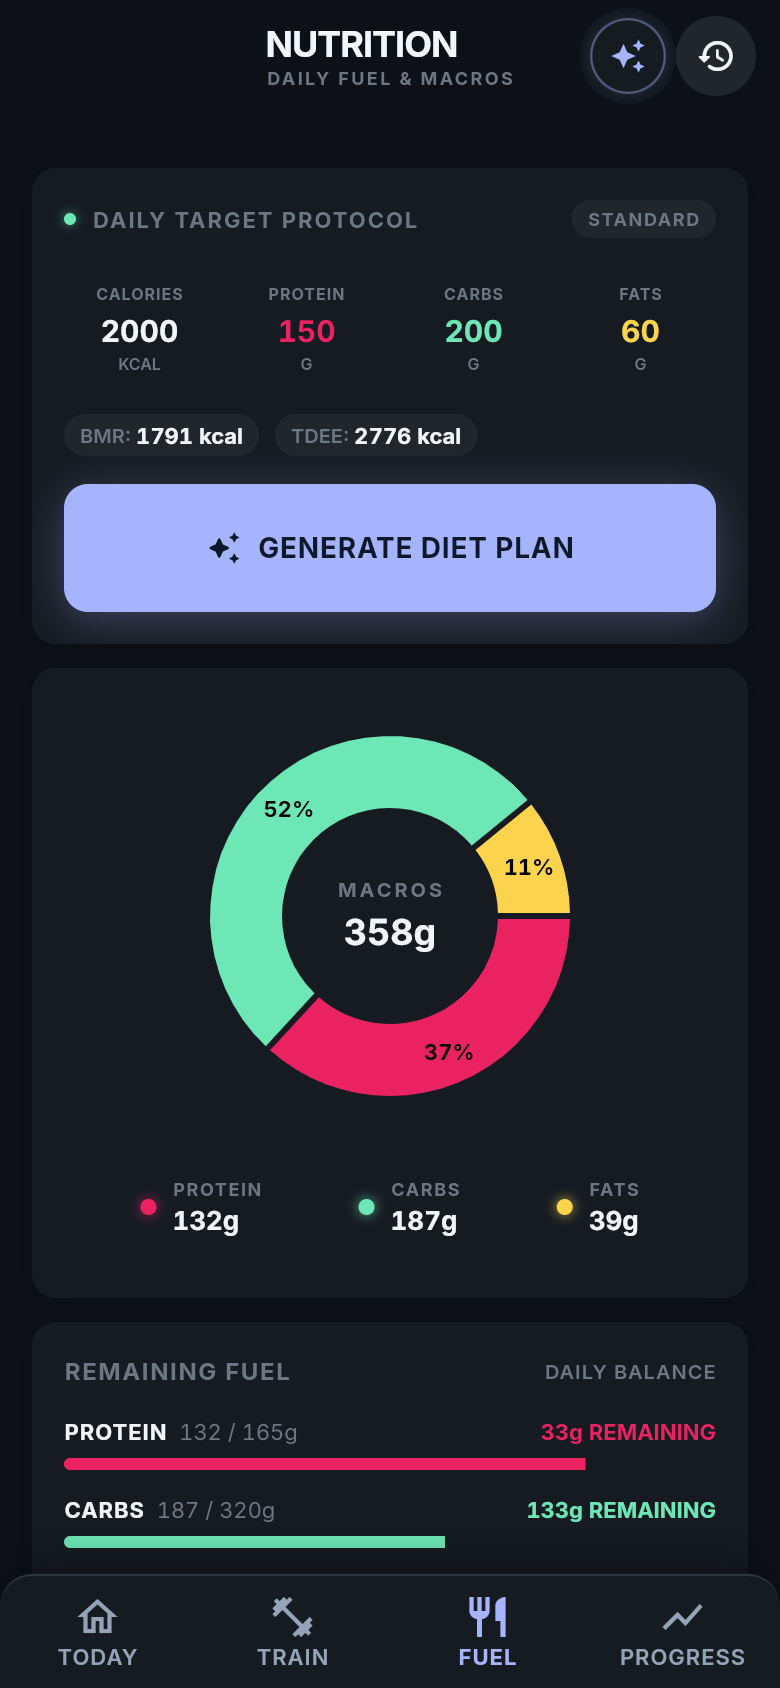 NUTRITION
DAILY FUEL & MACROS
DAILY TARGET PROTOCOL STANDARD
CALORIES PROTEIN CARBS FATS
2000 150 200 60
KCAL G G G
BMR: 1791 kcal TDEE: 2776 kcal
GENERATE DIET PLAN
52%
11%
MACROS
358g
37%
PROTEIN CARBS FATS
132g 187g 39g
REMAINING FUEL DAILY BALANCE
PROTEIN 132 / 165g 33g REMAINING
CARBS 187 / 320g 133g REMAINING
TODAY TRAIN FUEL PROGRESS